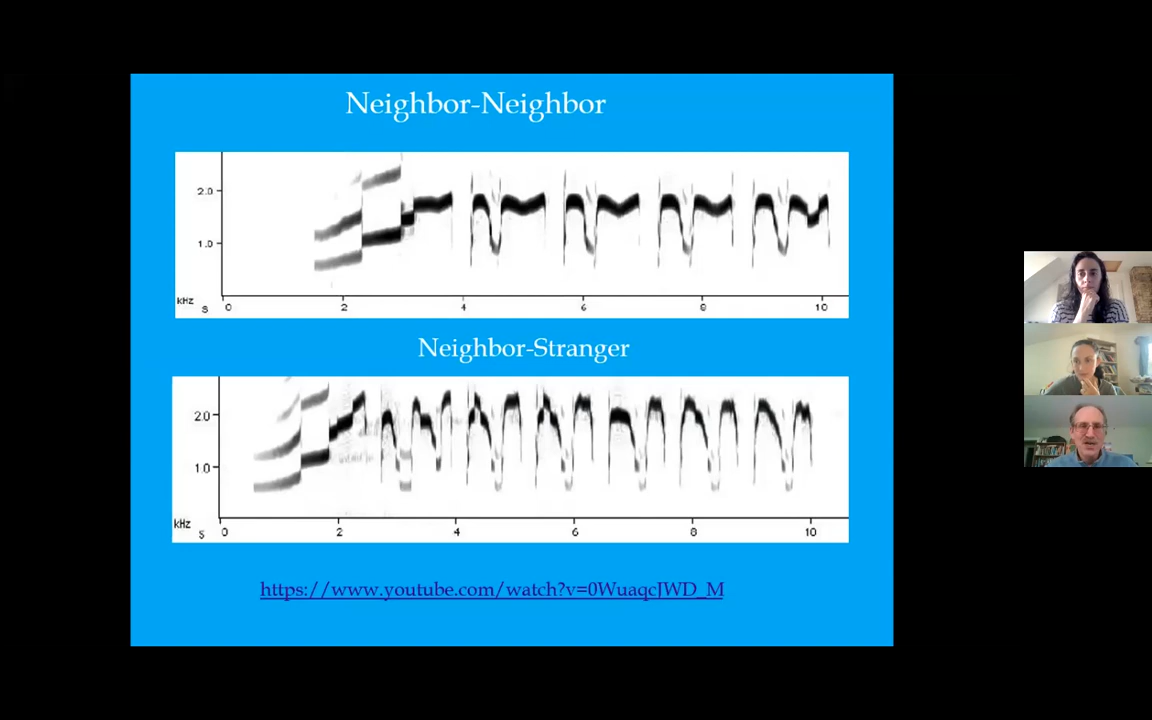 Neighbor-Neighbor
2.0
1.0
kHz
S 0 2 4 6 8 10
Neighbor-Stranger
2.0
1.0
kHz
S 0 2 4 6 8 10
https://www.youtube.com/watch?v=0WuaqcJWD_M